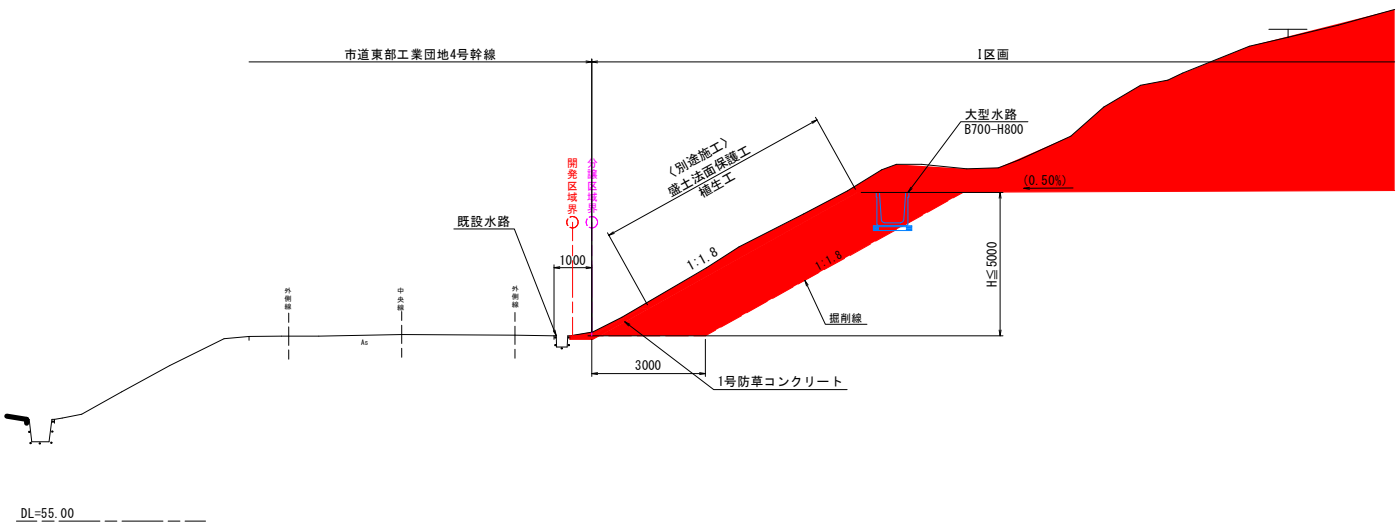 市道東部工業団地4号幹線
I区画
大型水路
B700-H800
〈別途施工〉
盛土法面保護工
植生工
開発区域界
分譲区域界
(0.50%)
既設水路
1000
1:1.8
1:1.8
H≦5000
外側線
中央線
外側線
As
掘削線
3000
1号防草コンクリート
DL=55.00